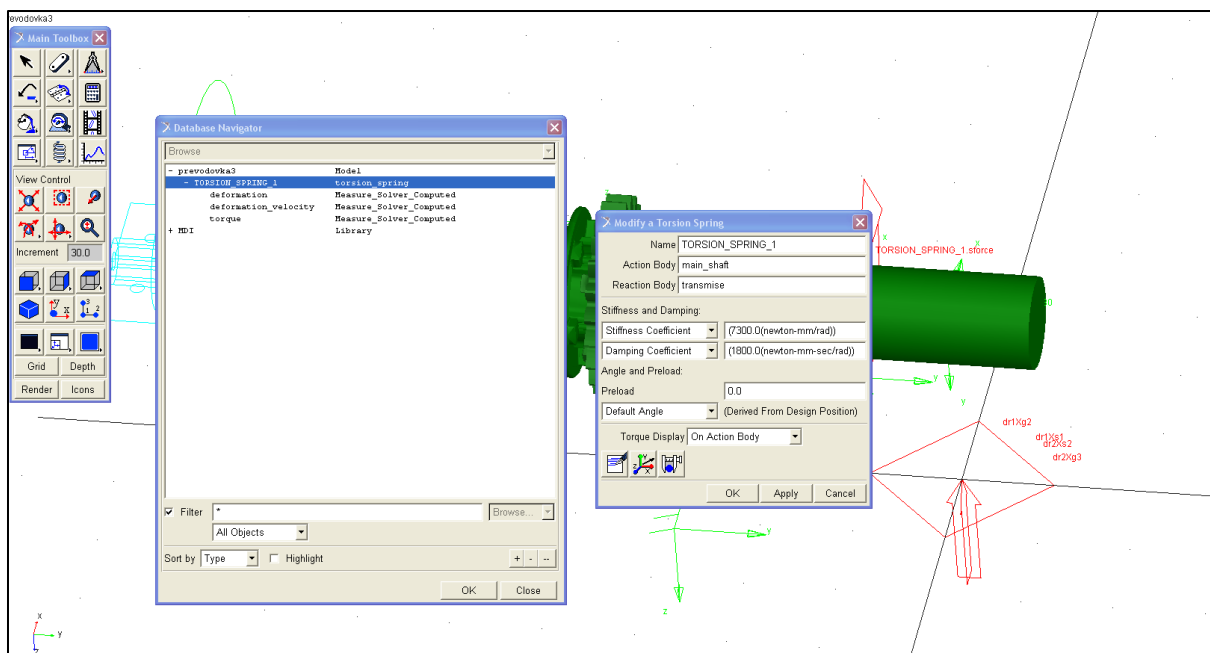 evodovka3
Main Toolbox
View Control
Increment 30.0
Grid Depth
Render Icons
Database Navigator
Browse
- prevodovka3 Model
- TORSION_SPRING_1 torsion_spring
deformation Measure_Solver_Computed
deformation_velocity Measure_Solver_Computed
torque Measure_Solver_Computed
+ MDI Library
Filter *
Browse...
All Objects
Sort by Type Highlight + - --
OK Close
Modify a Torsion Spring
Name TORSION_SPRING_1
Action Body main_shaft
Reaction Body transmise
Stiffness and Damping:
Stiffness Coefficient (7300.0(newton-mm/rad))
Damping Coefficient (1800.0(newton-mm-sec/rad))
Angle and Preload:
Preload 0.0
Default Angle (Derived From Design Position)
Torque Display On Action Body
OK Apply Cancel
TORSION_SPRING_1.sforce
x
x
y
y
dr1Xg2
dr1Xs1
dr2Xs2
dr2Xg3
y
z
x
y
z